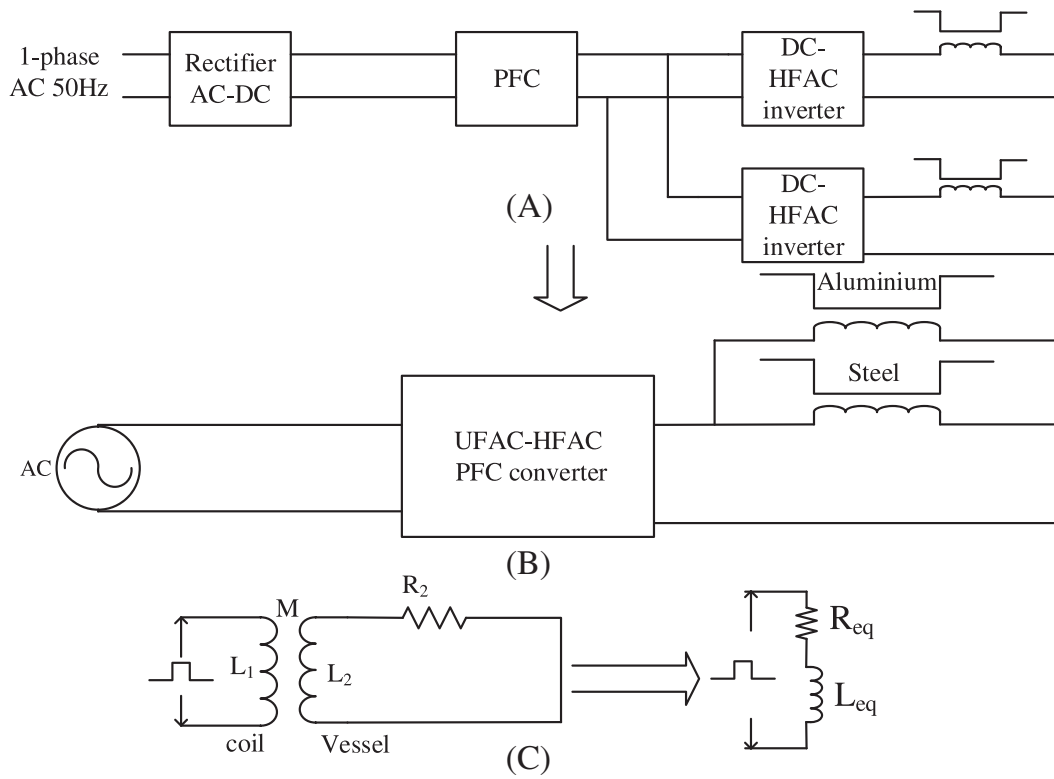 1-phase
AC 50Hz
Rectifier
AC-DC
PFC
DC-
HFAC
inverter
DC-
HFAC
inverter
(A)
Aluminium
Steel
AC
UFAC-HFAC
PFC converter
(B)
R2
M
L1
L2
coil
Vessel
Req
Leq
(C)